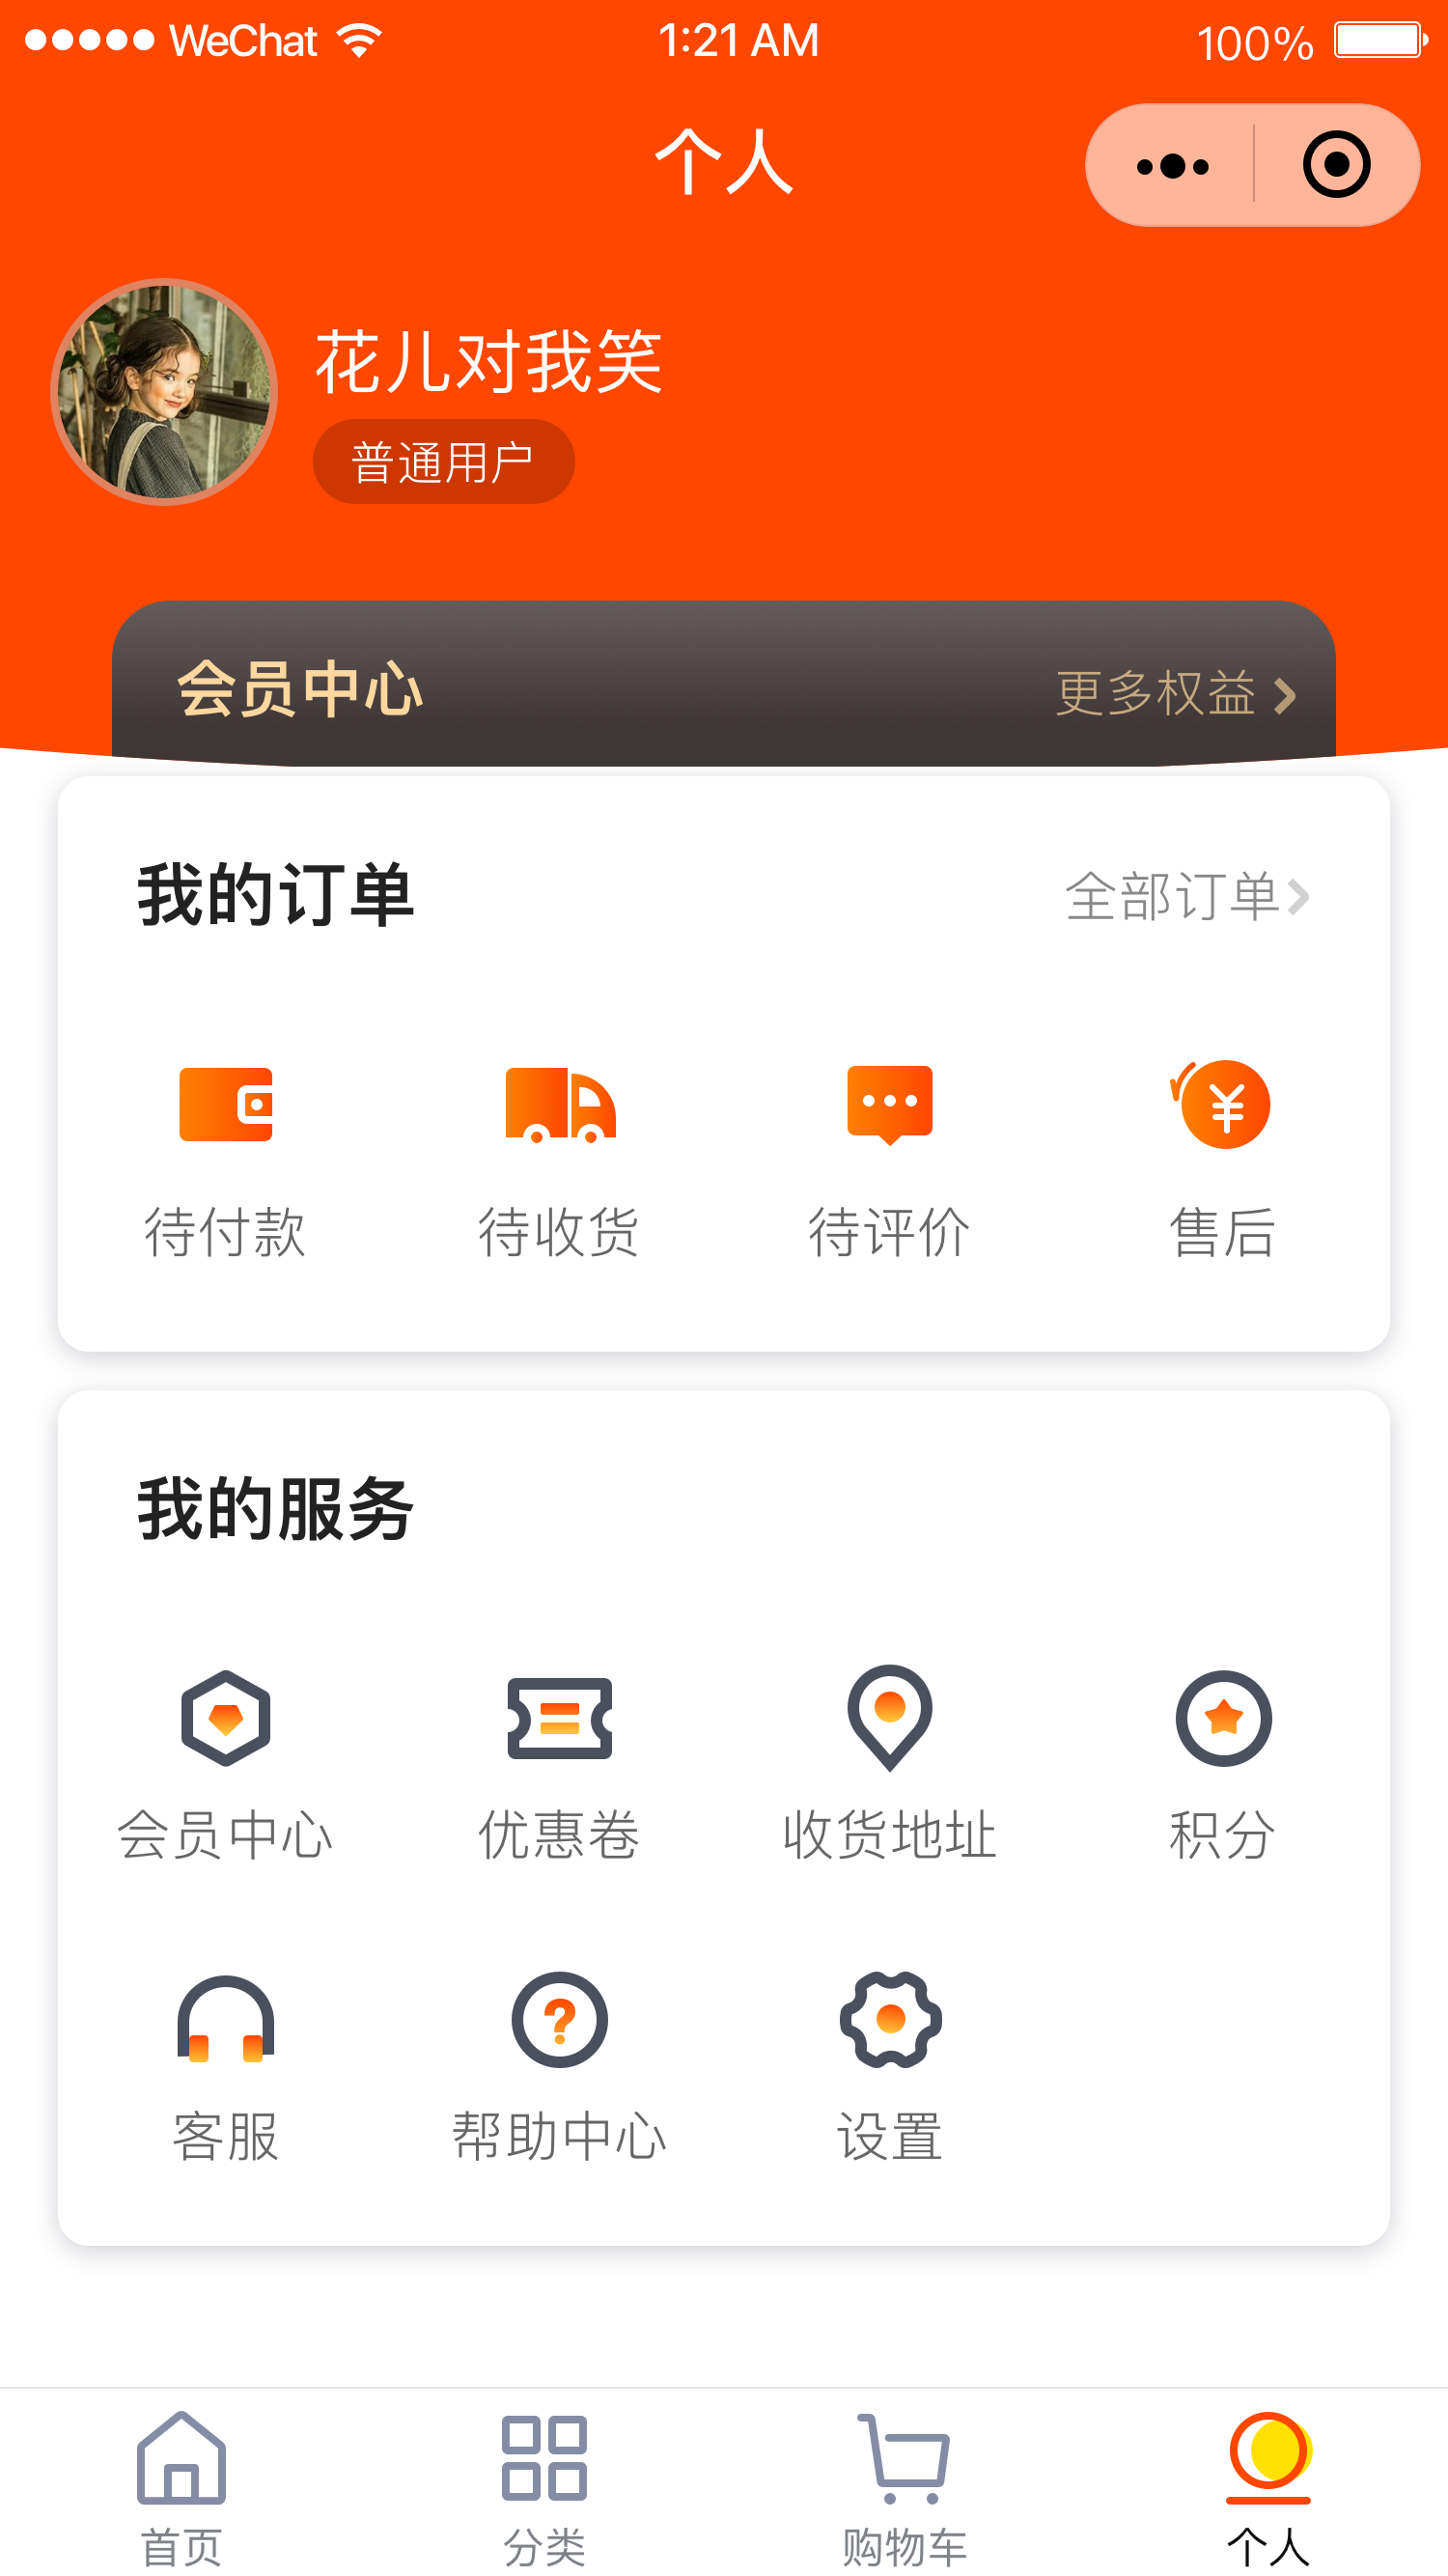 WeChat 1:21 AM 100%
个人
花儿对我笑
普通用户
会员中心 更多权益
我的订单 全部订单
待付款 待收货 待评价 售后
我的服务
会员中心 优惠卷 收货地址 积分
客服 帮助中心 设置
首页 分类 购物车 个人